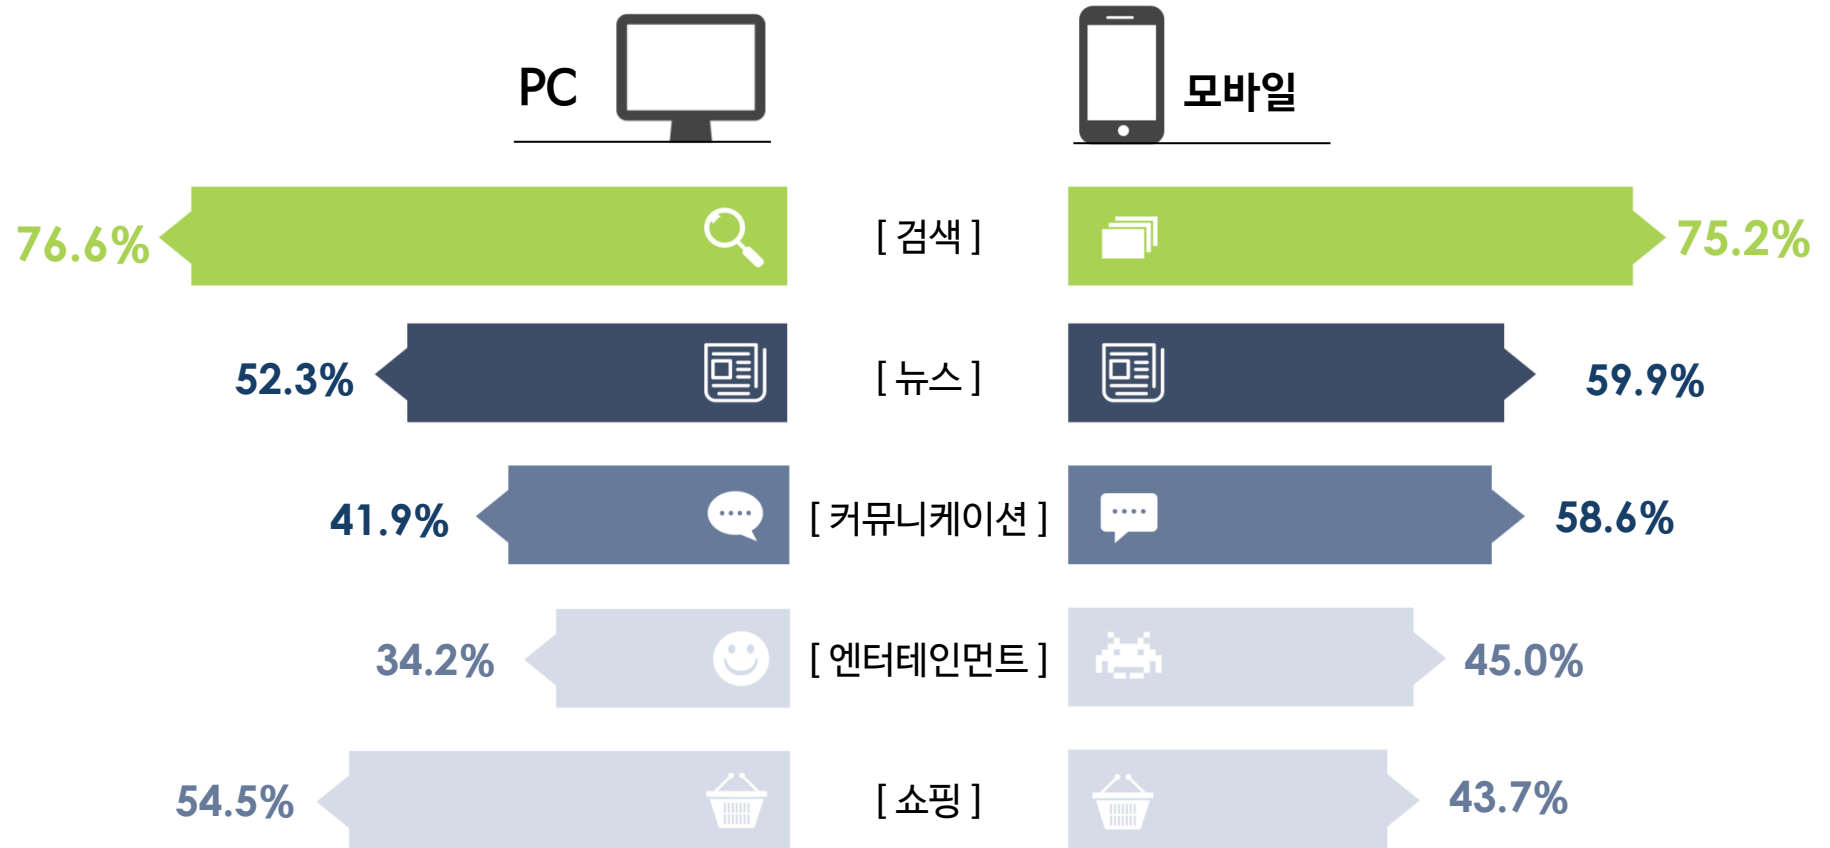 PC 모바일
76.6% [ 검색 ] 75.2%
52.3% [ 뉴스 ] 59.9%
41.9% [ 커뮤니케이션 ] 58.6%
34.2% [ 엔터테인먼트 ] 45.0%
54.5% [ 쇼핑 ] 43.7%